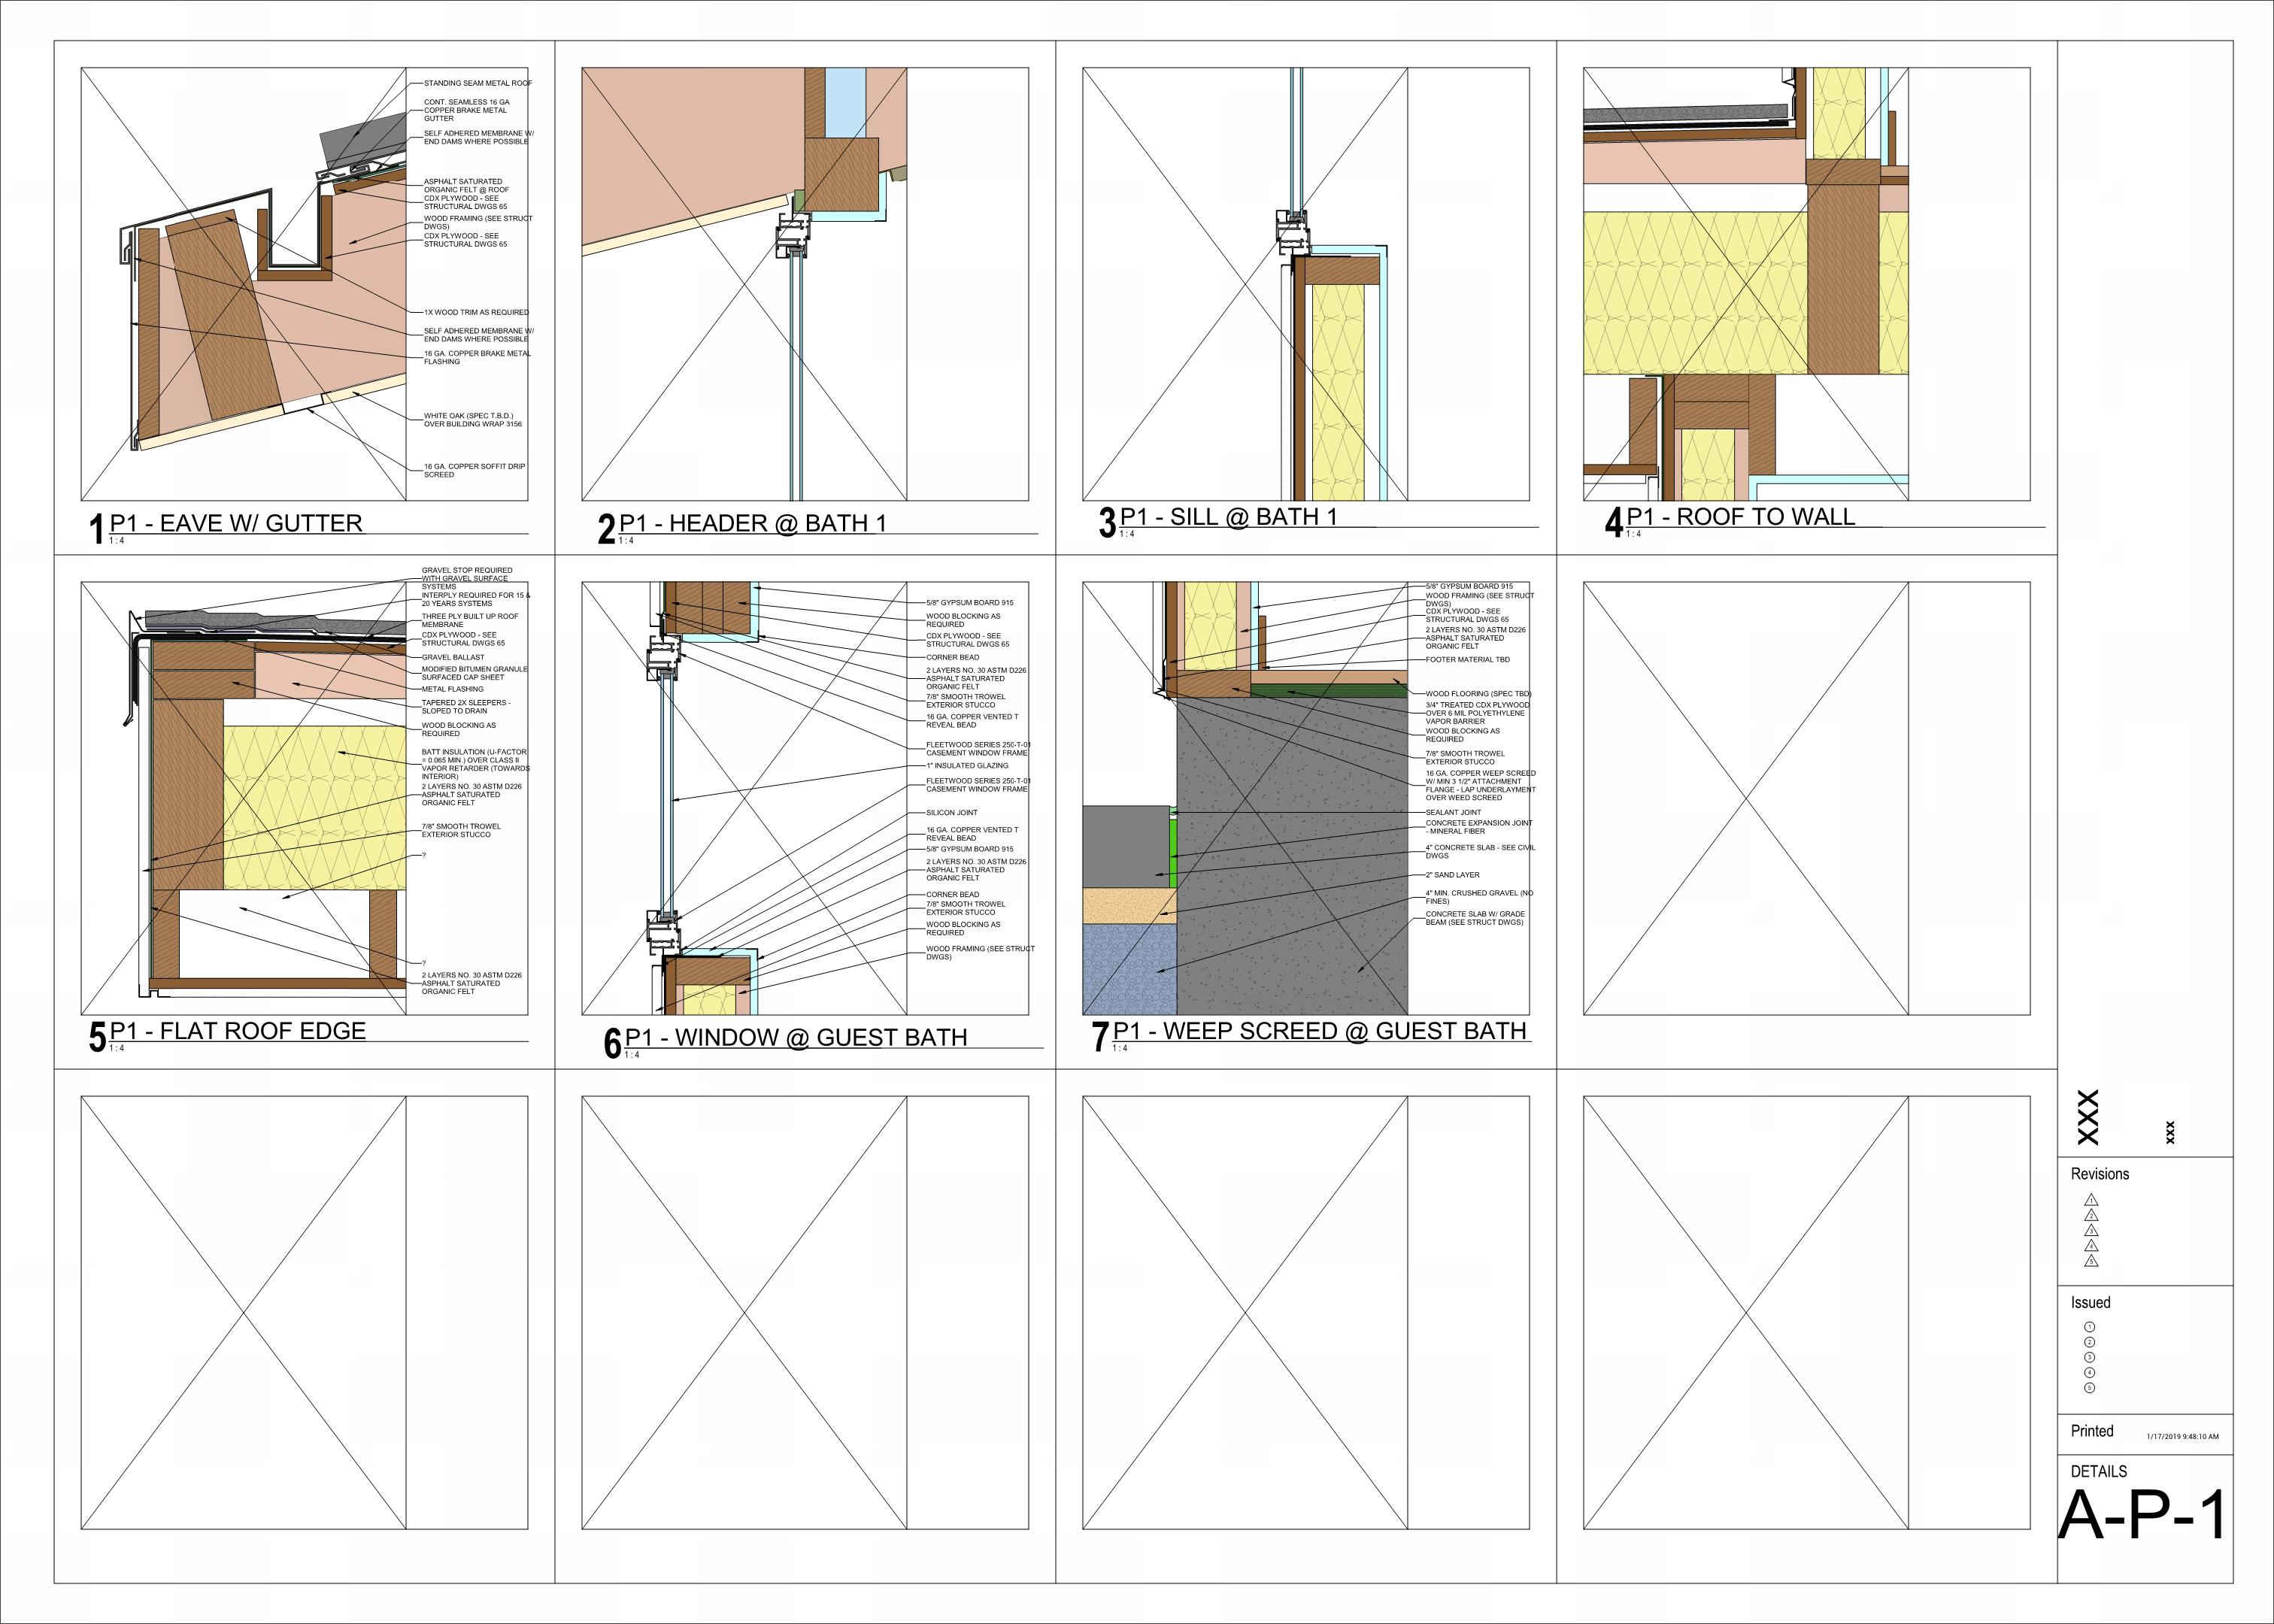 STANDING SEAM METAL ROOF
CONT. SEAMLESS 16 GA
COPPER BRAKE METAL
GUTTER
SELF ADHERED MEMBRANE W/
END DAMS WHERE POSSIBLE
ASPHALT SATURATED
ORGANIC FELT @ ROOF
CDX PLYWOOD - SEE
STRUCTURAL DWGS 65
WOOD FRAMING (SEE STRUCT
DWGS)
CDX PLYWOOD - SEE
STRUCTURAL DWGS 65
1X WOOD TRIM AS REQUIRED
SELF ADHERED MEMBRANE W/
END DAMS WHERE POSSIBLE
16 GA. COPPER BRAKE METAL
FLASHING
WHITE OAK (SPEC T.B.D.)
OVER BUILDING WRAP 3156
16 GA. COPPER SOFFIT DRIP
SCREED
1 P1 - EAVE W/ GUTTER
1 : 4
2 P1 - HEADER @ BATH 1
1 : 4
3 P1 - SILL @ BATH 1
1 : 4
4 P1 - ROOF TO WALL
1 : 4
GRAVEL STOP REQUIRED
WITH GRAVEL SURFACE
SYSTEMS
INTERPLY REQUIRED FOR 15 &
20 YEARS SYSTEMS
THREE PLY BUILT UP ROOF
MEMBRANE
CDX PLYWOOD - SEE
STRUCTURAL DWGS 65
GRAVEL BALLAST
MODIFIED BITUMEN GRANULE
SURFACED CAP SHEET
METAL FLASHING
TAPERED 2X SLEEPERS -
SLOPED TO DRAIN
WOOD BLOCKING AS
REQUIRED
BATT INSULATION (U-FACTOR
= 0.065 MIN.) OVER CLASS II
VAPOR RETARDER (TOWARDS
INTERIOR)
2 LAYERS NO. 30 ASTM D226
ASPHALT SATURATED
ORGANIC FELT
7/8" SMOOTH TROWEL
EXTERIOR STUCCO
?
?
2 LAYERS NO. 30 ASTM D226
ASPHALT SATURATED
ORGANIC FELT
5 P1 - FLAT ROOF EDGE
1 : 4
5/8" GYPSUM BOARD 915
WOOD BLOCKING AS
REQUIRED
CDX PLYWOOD - SEE
STRUCTURAL DWGS 65
CORNER BEAD
2 LAYERS NO. 30 ASTM D226
ASPHALT SATURATED
ORGANIC FELT
7/8" SMOOTH TROWEL
EXTERIOR STUCCO
16 GA. COPPER VENTED T
REVEAL BEAD
FLEETWOOD SERIES 250-T-01
CASEMENT WINDOW FRAME
1" INSULATED GLAZING
FLEETWOOD SERIES 250-T-01
CASEMENT WINDOW FRAME
SILICON JOINT
16 GA. COPPER VENTED T
REVEAL BEAD
5/8" GYPSUM BOARD 915
2 LAYERS NO. 30 ASTM D226
ASPHALT SATURATED
ORGANIC FELT
CORNER BEAD
7/8" SMOOTH TROWEL
EXTERIOR STUCCO
WOOD BLOCKING AS
REQUIRED
WOOD FRAMING (SEE STRUCT
DWGS)
6 P1 - WINDOW @ GUEST BATH
1 : 4
5/8" GYPSUM BOARD 915
WOOD FRAMING (SEE STRUCT
DWGS)
CDX PLYWOOD - SEE
STRUCTURAL DWGS 65
2 LAYERS NO. 30 ASTM D226
ASPHALT SATURATED
ORGANIC FELT
FOOTER MATERIAL TBD
WOOD FLOORING (SPEC TBD)
3/4" TREATED CDX PLYWOOD
OVER 6 MIL POLYETHYLENE
VAPOR BARRIER
WOOD BLOCKING AS
REQUIRED
7/8" SMOOTH TROWEL
EXTERIOR STUCCO
16 GA. COPPER WEEP SCREED
W/ MIN 3 1/2" ATTACHMENT
FLANGE - LAP UNDERLAYMENT
OVER WEED SCREED
SEALANT JOINT
CONCRETE EXPANSION JOINT
- MINERAL FIBER
4" CONCRETE SLAB - SEE CIVIL
DWGS
2" SAND LAYER
4" MIN. CRUSHED GRAVEL (NO
FINES)
CONCRETE SLAB W/ GRADE
BEAM (SEE STRUCT DWGS)
7 P1 - WEEP SCREED @ GUEST BATH
1 : 4
XXX
XXX
Revisions
1
2
3
4
5
Issued
1
2
3
4
5
Printed 1/17/2019 9:48:10 AM
DETAILS
A-P-1